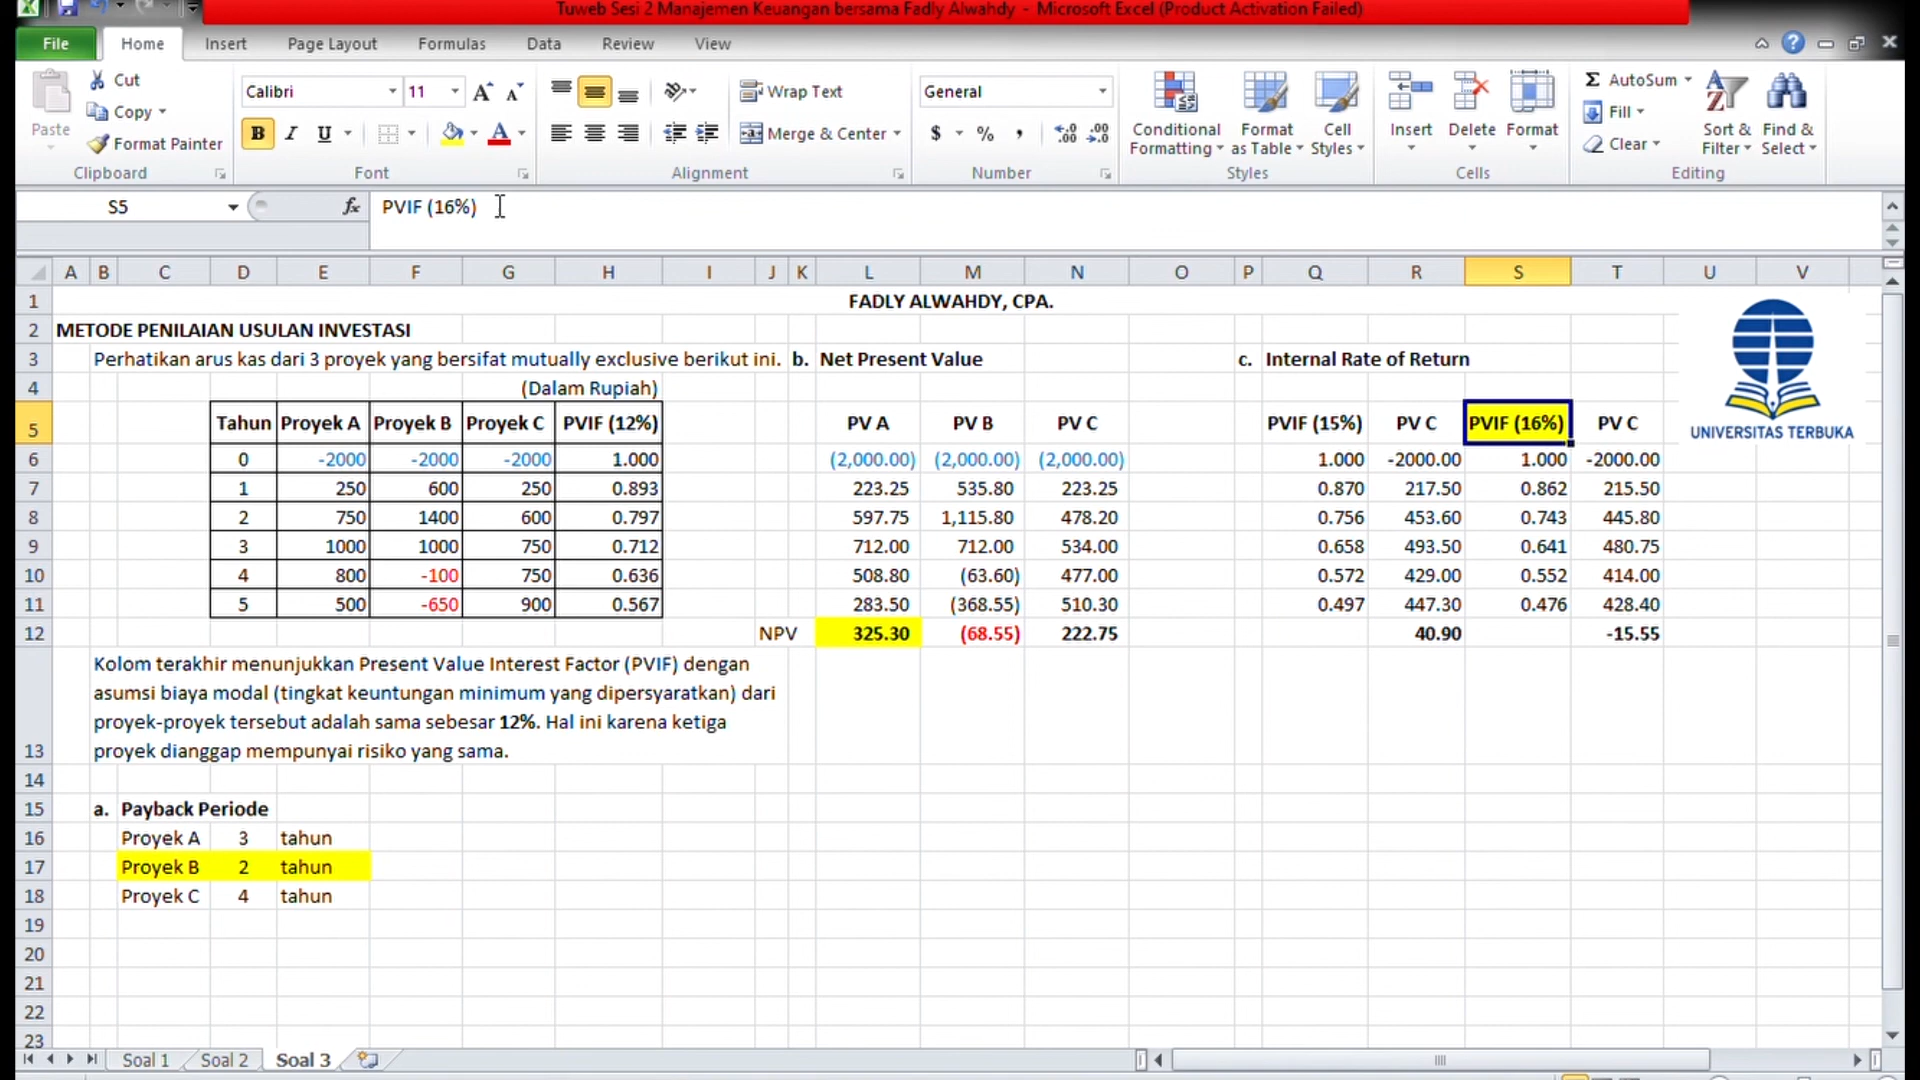 Tuweb Sesi 2 Manajemen Keuangan bersama Fadly Alwahdy - Microsoft Excel (Product Activation Failed)
File Home Insert Page Layout Formulas Data Review View
Paste Cut Copy Format Painter
Calibri 11 B I U
Wrap Text Merge & Center
General $ % ,
Conditional Formatting Format as Table Cell Styles
Insert Delete Format
AutoSum Fill Clear
Sort & Filter Find & Select
Clipboard Font Alignment Number Styles Cells Editing
S5 fx PVIF (16%)
A B C D E F G H I J K L M N O P Q R S T U V
1 FADLY ALWAHDY, CPA.
2 METODE PENILAIAN USULAN INVESTASI
3 Perhatikan arus kas dari 3 proyek yang bersifat mutually exclusive berikut ini. b. Net Present Value c. Internal Rate of Return
4 (Dalam Rupiah)
5 Tahun Proyek A Proyek B Proyek C PVIF (12%) PV A PV B PV C PVIF (15%) PV C PVIF (16%) PV C
UNIVERSITAS TERBUKA
6 0 -2000 -2000 -2000 1.000 (2,000.00) (2,000.00) (2,000.00) 1.000 -2000.00 1.000 -2000.00
7 1 250 600 250 0.893 223.25 535.80 223.25 0.870 217.50 0.862 215.50
8 2 750 1400 600 0.797 597.75 1,115.80 478.20 0.756 453.60 0.743 445.80
9 3 1000 1000 750 0.712 712.00 712.00 534.00 0.658 493.50 0.641 480.75
10 4 800 -100 750 0.636 508.80 (63.60) 477.00 0.572 429.00 0.552 414.00
11 5 500 -650 900 0.567 283.50 (368.55) 510.30 0.497 447.30 0.476 428.40
12 NPV 325.30 (68.55) 222.75 40.90 -15.55
Kolom terakhir menunjukkan Present Value Interest Factor (PVIF) dengan
asumsi biaya modal (tingkat keuntungan minimum yang dipersyaratkan) dari
proyek-proyek tersebut adalah sama sebesar 12%. Hal ini karena ketiga
13 proyek dianggap mempunyai risiko yang sama.
14
15 a. Payback Periode
16 Proyek A 3 tahun
17 Proyek B 2 tahun
18 Proyek C 4 tahun
19
20
21
22
23
Soal 1 Soal 2 Soal 3